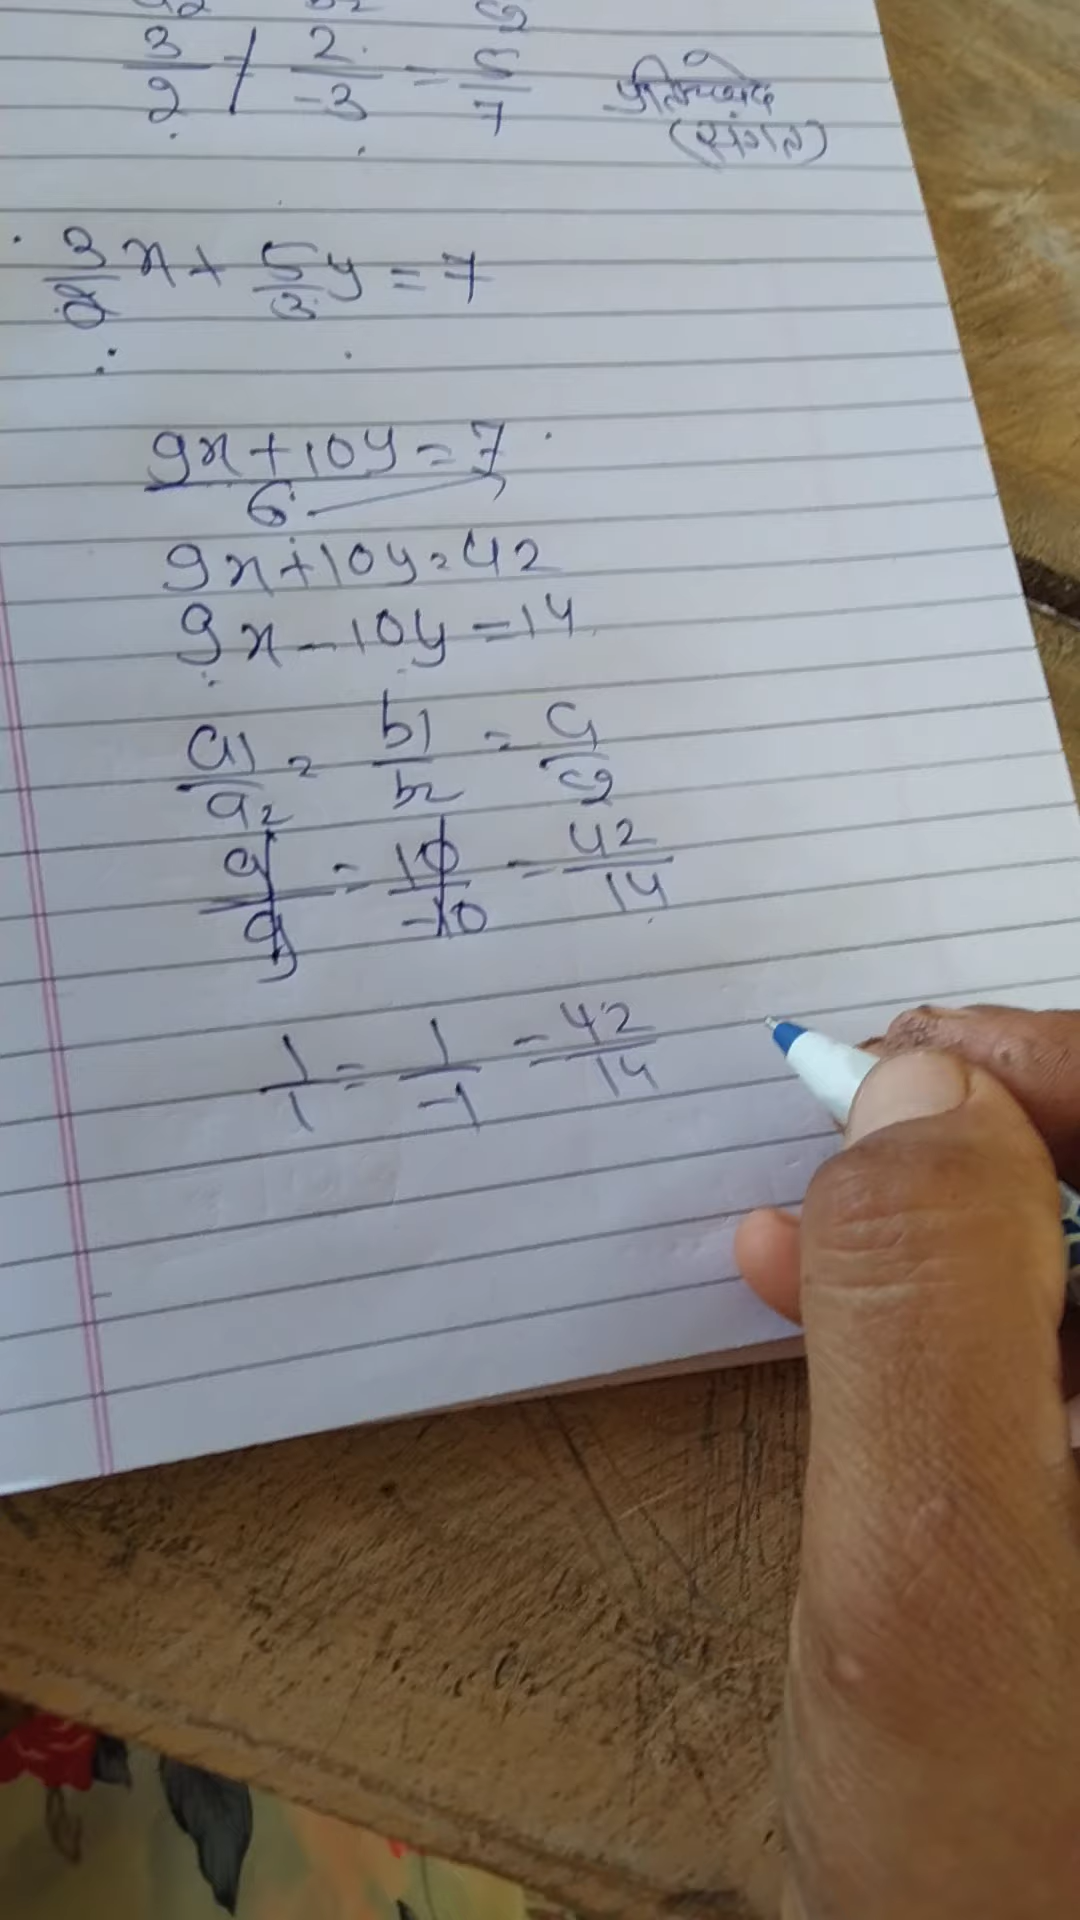 3/2 ≠ 2/-3 = 5/7 प्रतिच्छेद
(संगत)
3/2 x + 5/3 y = 7
9x+10y/6 = 7
9x+10y=42
9x-10y=14
a1/a2 = b1/b2 = c1/c2
9/9 = 10/-10 = 42/14
1/1 = 1/-1 = 42/14